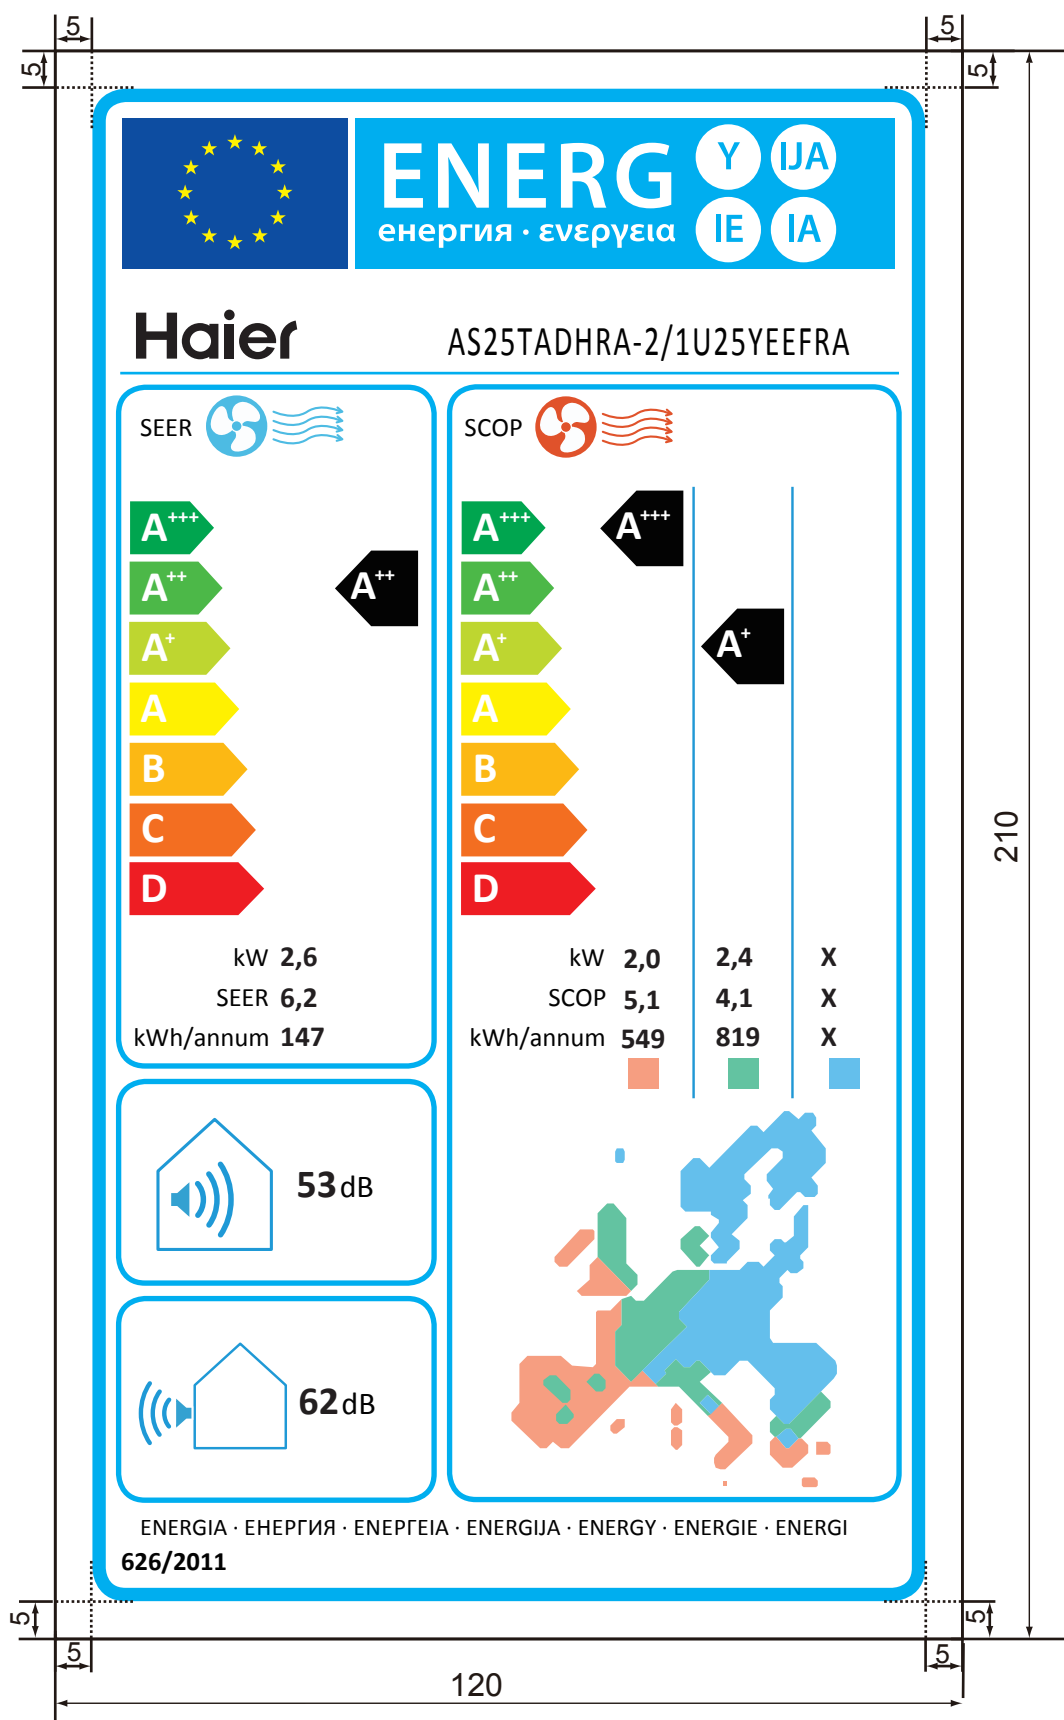 5
5
5
5
ENERG
Y
IJA
енергия · ενεργεια
IE
IA
Haier
AS25TADHRA-2/1U25YEEFRA
SEER
A+++
A++
A+
A
B
C
D
A++
kW 2,6
SEER 6,2
kWh/annum 147
SCOP
A+++
A++
A+
A
B
C
D
A+++
A+
kW 2,0 2,4 X
SCOP 5,1 4,1 X
kWh/annum 549 819 X
53 dB
62 dB
210
ENERGIA · ЕНЕРГИЯ · ΕΝΕΡΓΕΙΑ · ENERGIJA · ENERGY · ENERGIE · ENERGI
626/2011
5
5
5
5
120